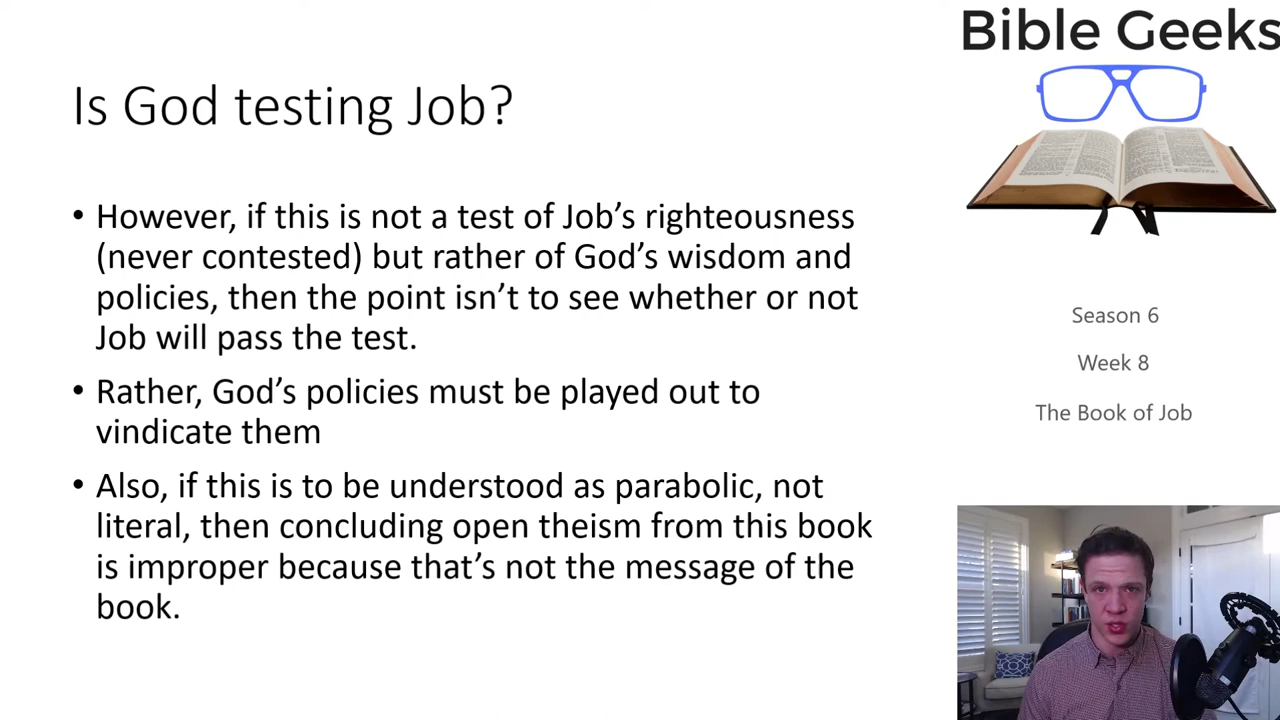 Is God testing Job?
• However, if this is not a test of Job’s righteousness
(never contested) but rather of God’s wisdom and
policies, then the point isn’t to see whether or not
Job will pass the test.
• Rather, God’s policies must be played out to
vindicate them
• Also, if this is to be understood as parabolic, not
literal, then concluding open theism from this book
is improper because that’s not the message of the
book.
Bible Geeks
Season 6
Week 8
The Book of Job